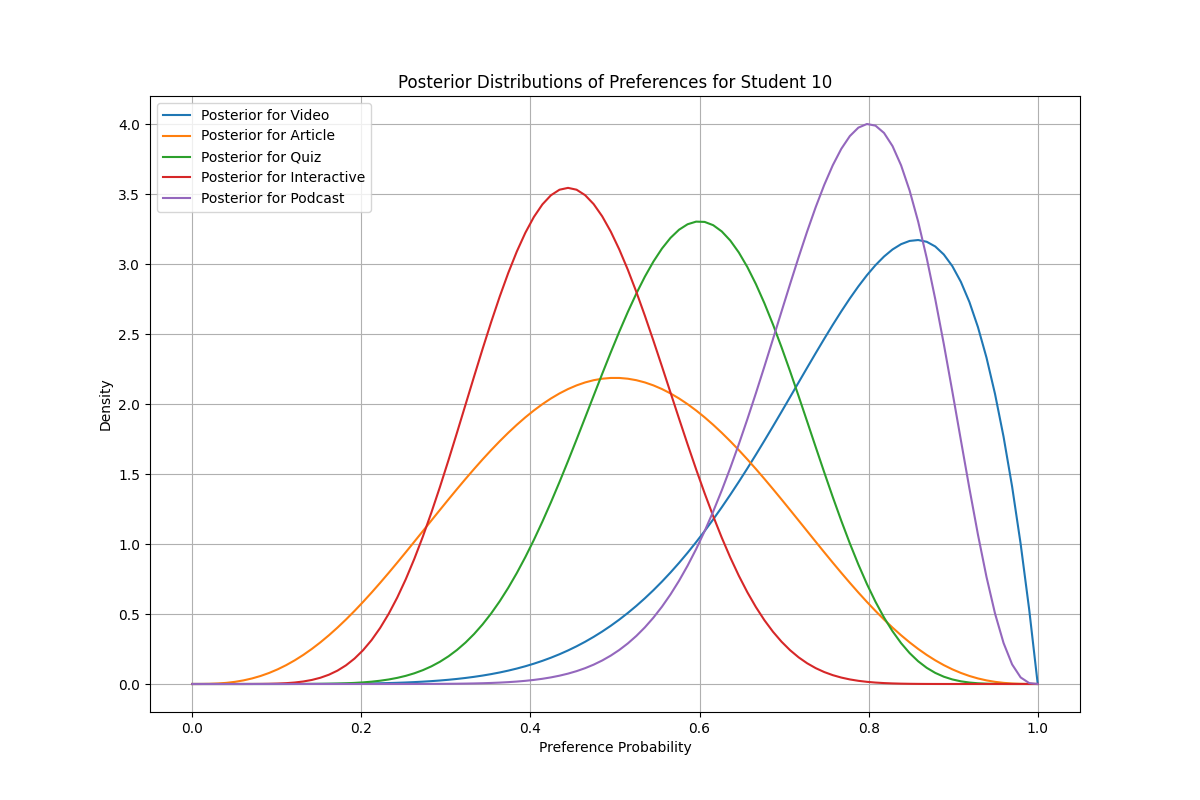 Posterior Distributions of Preferences for Student 10
Posterior for Video
Posterior for Article
Posterior for Quiz
Posterior for Interactive
Posterior for Podcast
Density
4.0
3.5
3.0
2.5
2.0
1.5
1.0
0.5
0.0
0.0 0.2 0.4 0.6 0.8 1.0
Preference Probability